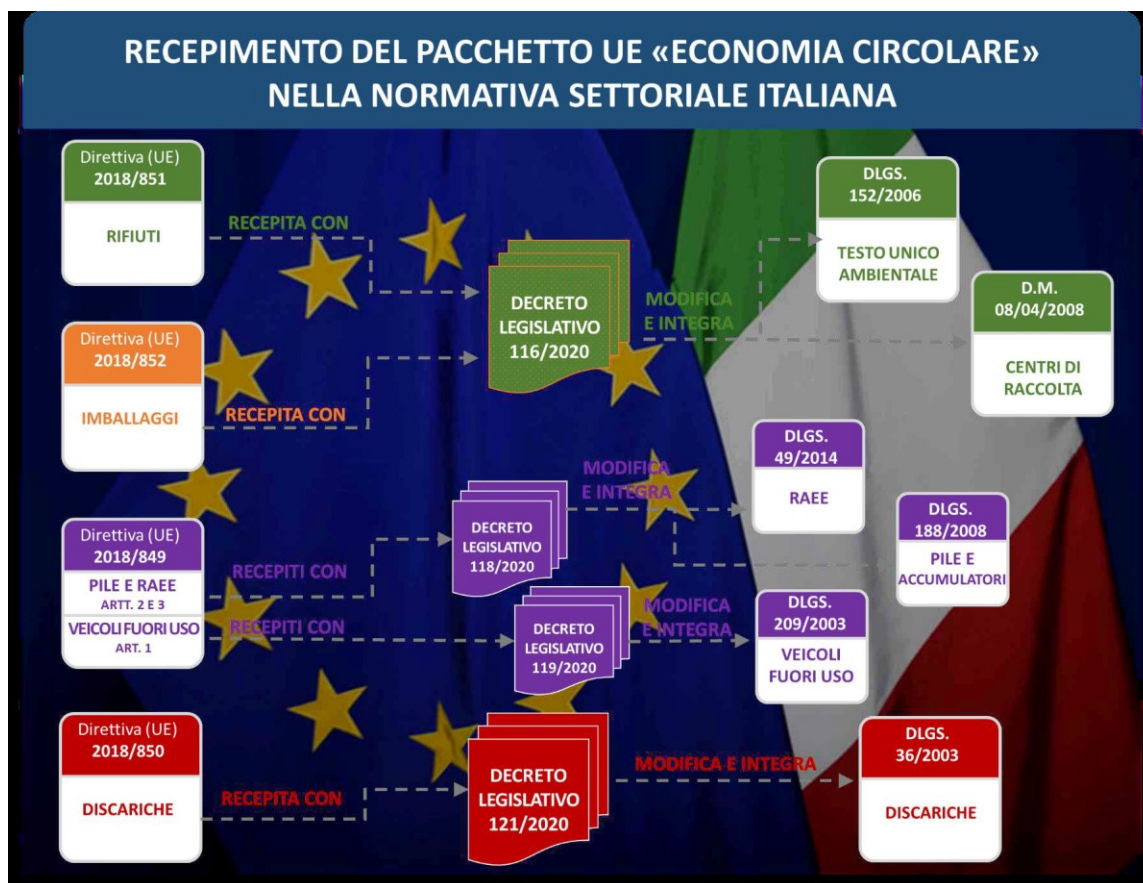 RECEPIMENTO DEL PACCHETTO UE «ECONOMIA CIRCOLARE»
NELLA NORMATIVA SETTORIALE ITALIANA
Direttiva (UE)
2018/851
RIFIUTI
RECEPITA CON
Direttiva (UE)
2018/852
IMBALLAGGI
RECEPITA CON
DECRETO
LEGISLATIVO
116/2020
MODIFICA
E INTEGRA
DLGS.
152/2006
TESTO UNICO
AMBIENTALE
D.M.
08/04/2008
CENTRI DI
RACCOLTA
Direttiva (UE)
2018/849
PILE E RAEE
ARTT. 2 E 3
VEICOLI FUORI USO
ART. 1
RECEPITI CON
RECEPITI CON
DECRETO
LEGISLATIVO
118/2020
MODIFICA
E INTEGRA
DLGS.
49/2014
RAEE
DLGS.
188/2008
PILE E
ACCUMULATORI
DECRETO
LEGISLATIVO
119/2020
MODIFICA
E INTEGRA
DLGS.
209/2003
VEICOLI
FUORI USO
Direttiva (UE)
2018/850
DISCARICHE
RECEPITA CON
DECRETO
LEGISLATIVO
121/2020
MODIFICA E INTEGRA
DLGS.
36/2003
DISCARICHE